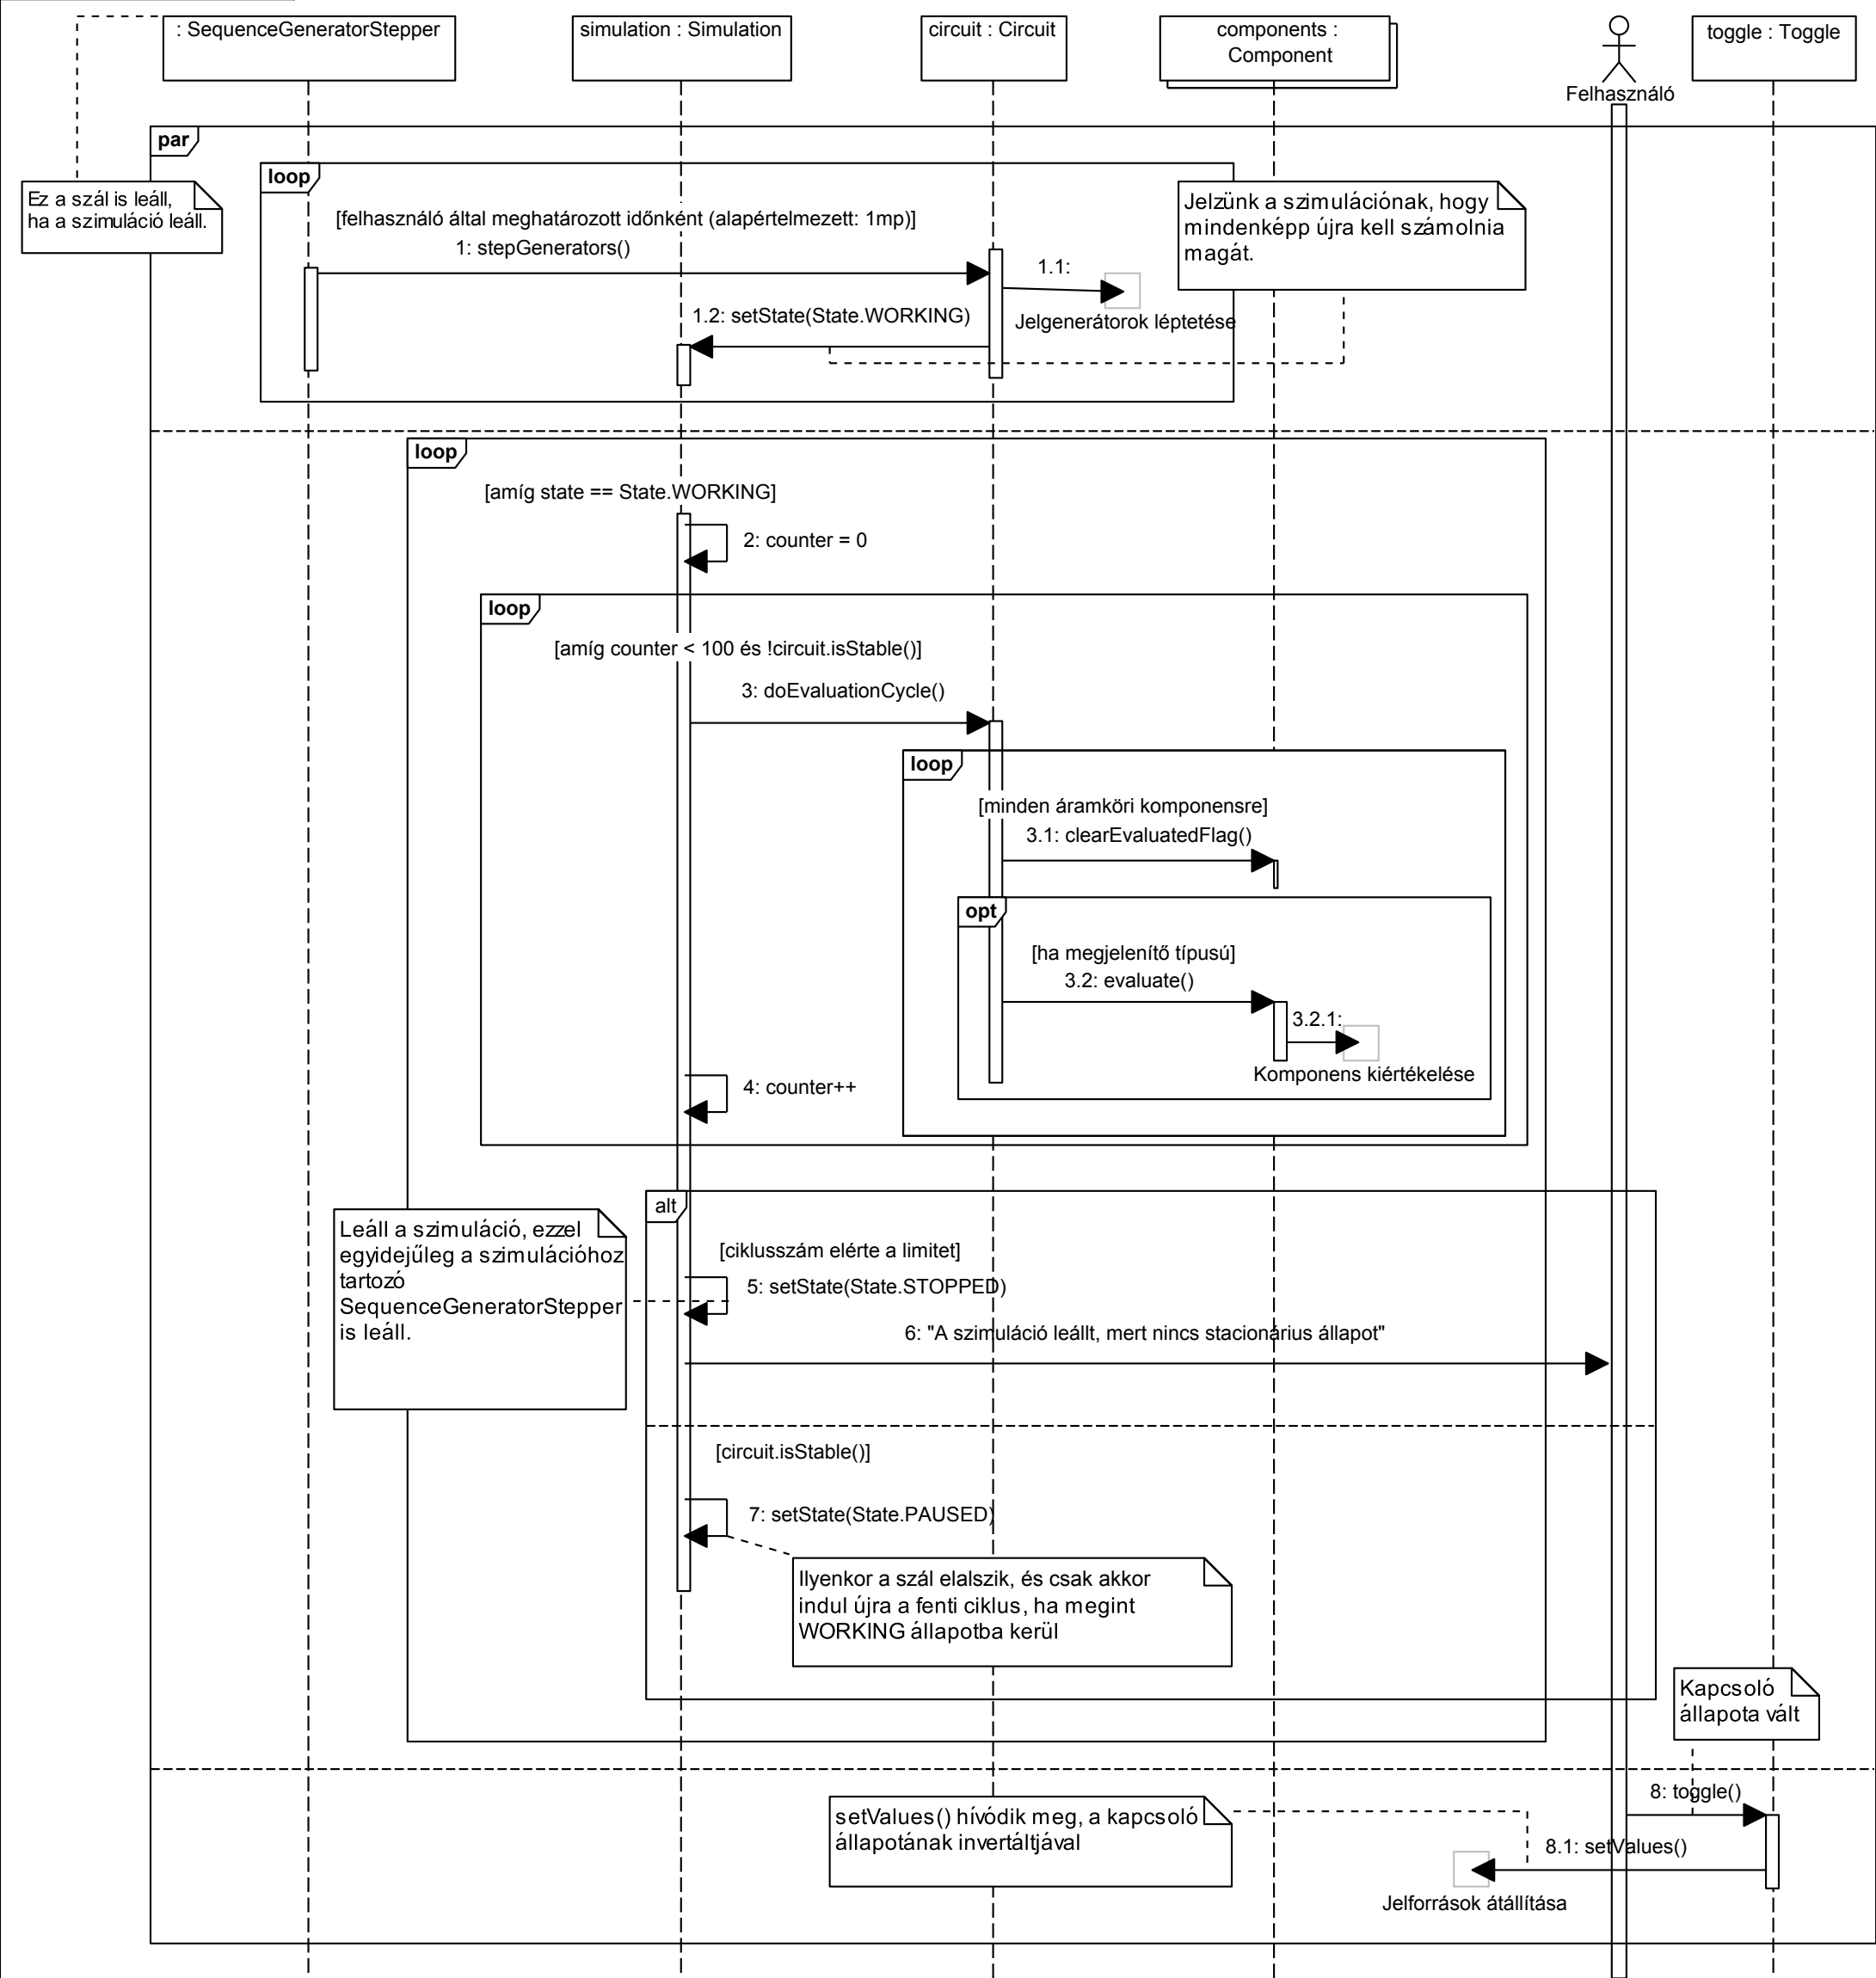 : SequenceGeneratorStepper
simulation : Simulation
circuit : Circuit
components :
Component
Felhasználó
toggle : Toggle
par
loop
Ez a szál is leáll,
ha a szimuláció leáll.
[felhasználó által meghatározott időnként (alapértelmezett: 1mp)]
1: stepGenerators()
Jelzünk a szimulációnak, hogy
mindenképp újra kell számolnia
magát.
1.1:
Jelgenerátorok léptetése
1.2: setState(State.WORKING)
loop
[amíg state == State.WORKING]
2: counter = 0
loop
[amíg counter < 100 és !circuit.isStable()]
3: doEvaluationCycle()
loop
[minden áramköri komponensre]
3.1: clearEvaluatedFlag()
opt
[ha megjelenítő típusú]
3.2: evaluate()
3.2.1:
Komponens kiértékelése
4: counter++
alt
Leáll a szimuláció, ezzel
egyidejűleg a szimulációhoz
tartozó
SequenceGeneratorStepper
is leáll.
[ciklusszám elérte a limitet]
5: setState(State.STOPPED)
6: "A szimuláció leállt, mert nincs stacionárius állapot"
[circuit.isStable()]
7: setState(State.PAUSED)
Ilyenkor a szál elalszik, és csak akkor
indul újra a fenti ciklus, ha megint
WORKING állapotba kerül
Kapcsoló
állapota vált
8: toggle()
setValues() hívódik meg, a kapcsoló
állapotának invertáltjával
8.1: setValues()
Jelforrások átállítása